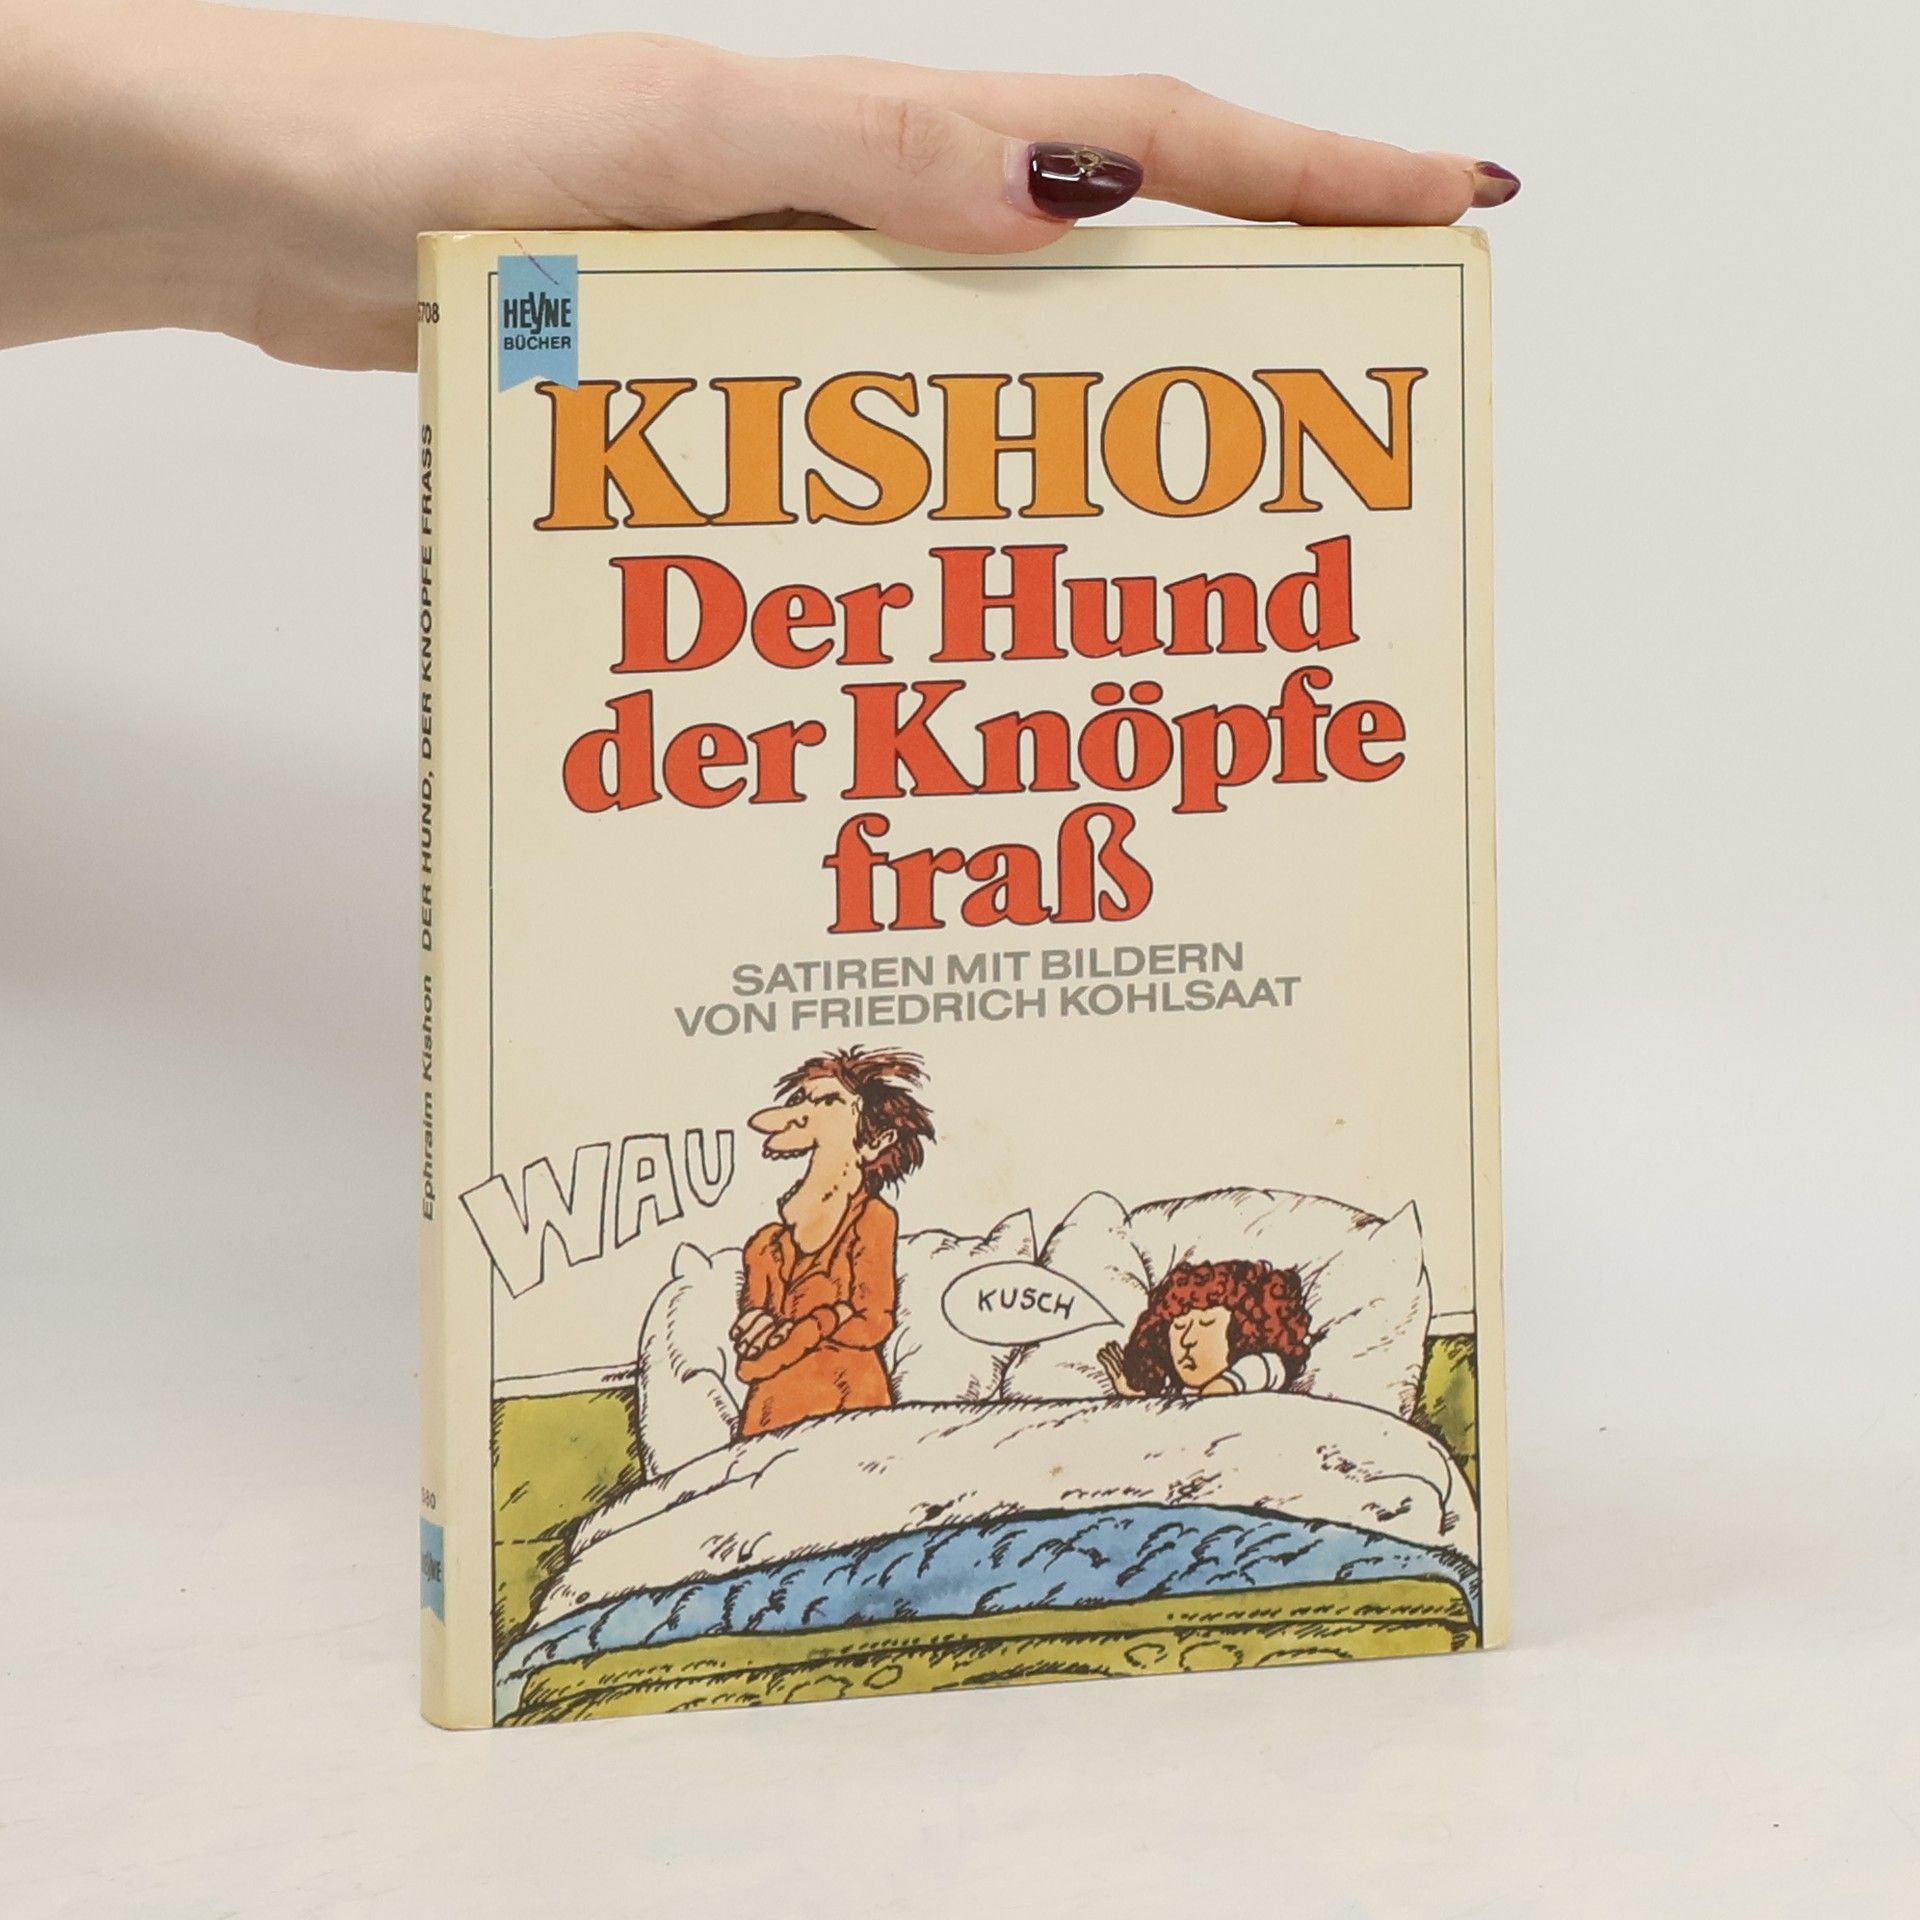 HEYNE
BÜCHER
KISHON
Der Hund
der Knöpfe
fraß
SATIREN MIT BILDERN
VON FRIEDRICH KOHLSAAT
WAU
KUSCH
Ephraim Kishon DER HUND, DER KNÖPFE FRASS
HEYNE